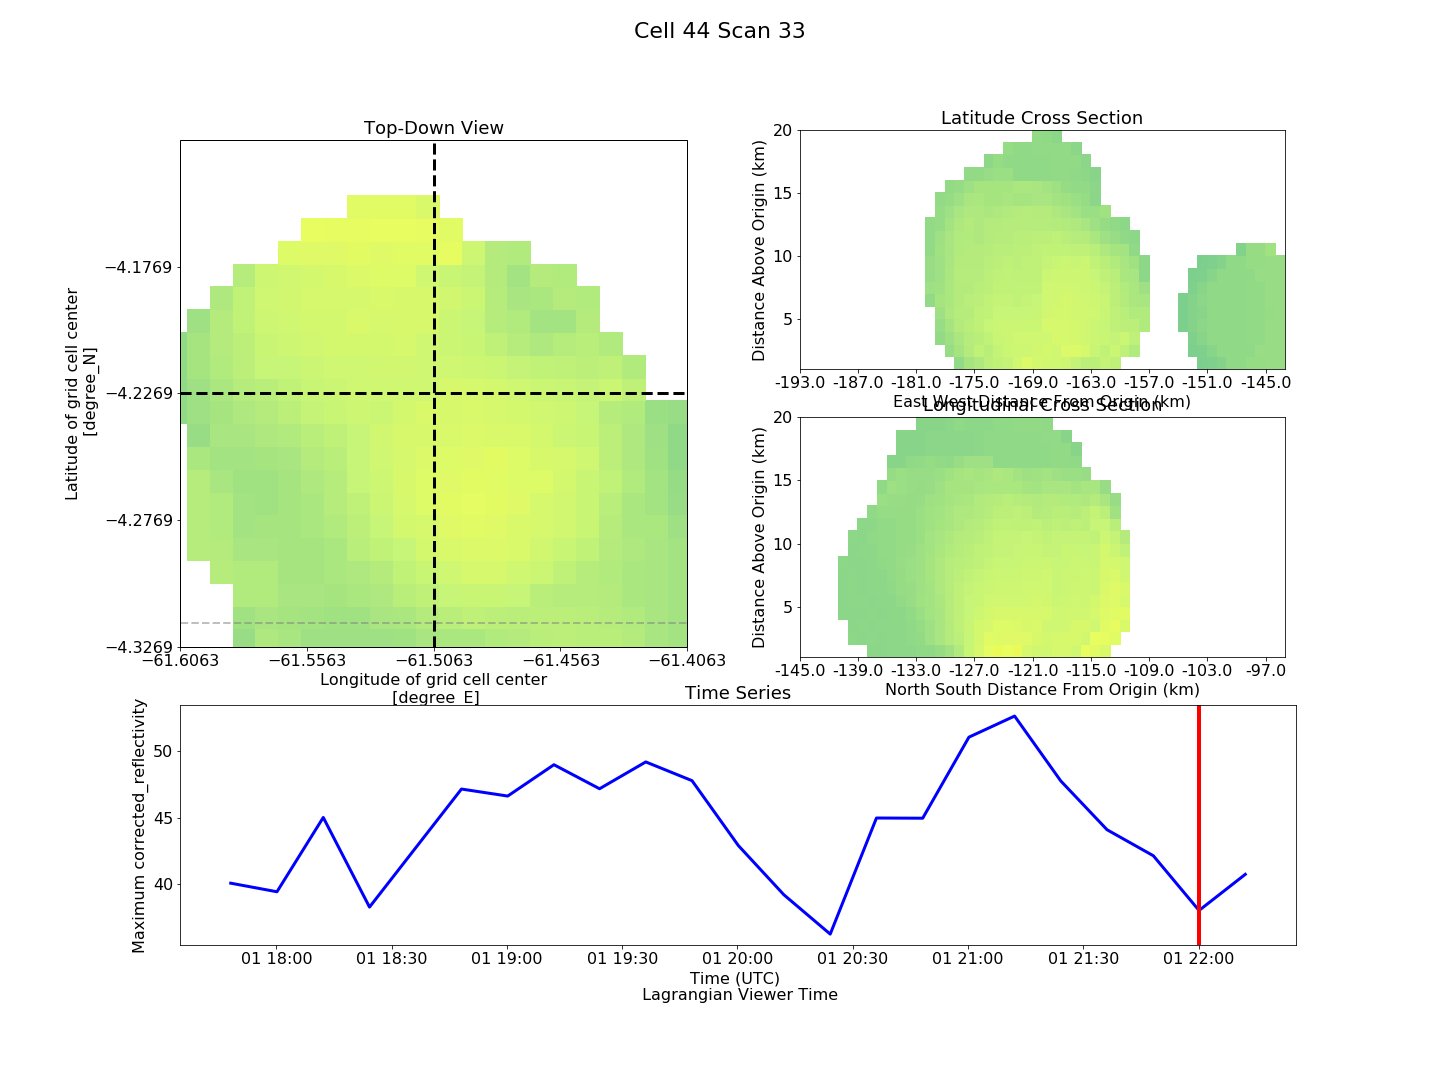 Cell 44 Scan 33
Top-Down View
−4.1769
−4.2269
−4.2769
−4.3269
Latitude of grid cell center
[degree_N]
−61.6063 −61.5563 −61.5063 −61.4563 −61.4063
Longitude of grid cell center
[degree_E]
Latitude Cross Section
20
15
10
5
Distance Above Origin (km)
-193.0 -187.0 -181.0 -175.0 -169.0 -163.0 -157.0 -151.0 -145.0
East West Distance From Origin (km)
Longitudinal Cross Section
20
15
10
5
Distance Above Origin (km)
-145.0 -139.0 -133.0 -127.0 -121.0 -115.0 -109.0 -103.0 -97.0
North South Distance From Origin (km)
Time Series
50
45
40
Maximum corrected_reflectivity
01 18:00 01 18:30 01 19:00 01 19:30 01 20:00 01 20:30 01 21:00 01 21:30 01 22:00
Time (UTC)
Lagrangian Viewer Time